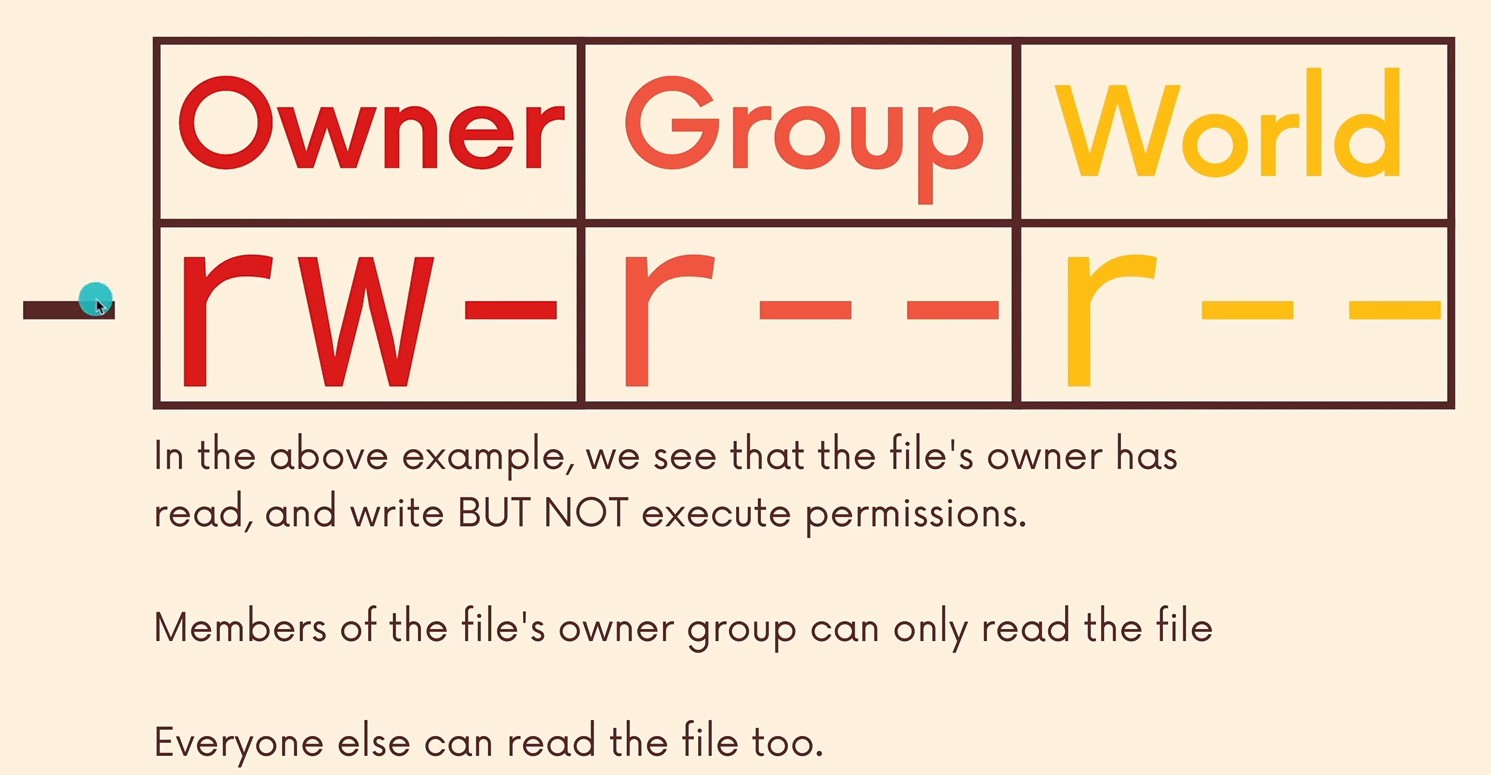 Owner Group World
- rw- r-- r--
In the above example, we see that the file's owner has
read, and write BUT NOT execute permissions.
Members of the file's owner group can only read the file
Everyone else can read the file too.